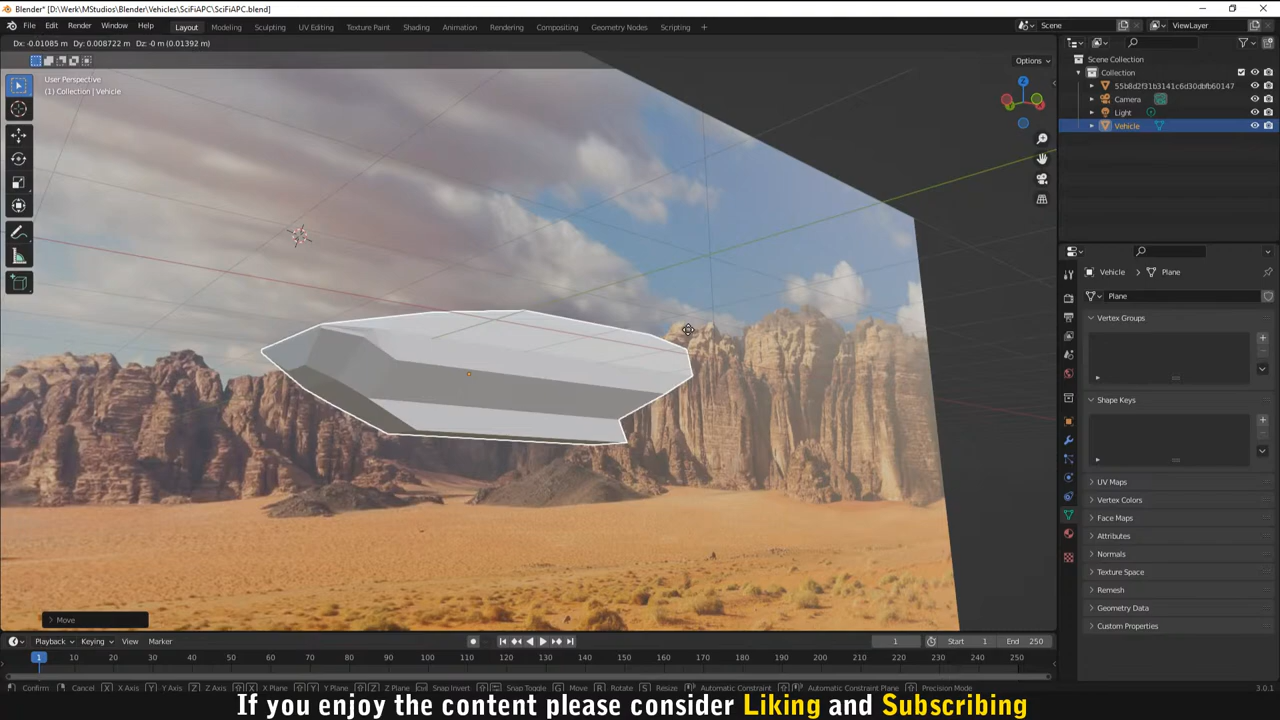 Blender* [D:\Werk\MStudios\Blender\Vehicles\SciFiAPC\SciFiAPC.blend]
File Edit Render Window Help Layout Modeling Sculpting UV Editing Texture Paint Shading Animation Rendering Compositing Geometry Nodes Scripting Scene ViewLayer
Dx: -0.01085 m Dy: 0.008722 m Dz: -0 m (0.01392 m)
Options
User Perspective
(1) Collection | Vehicle
Scene Collection
Collection
55b8d2f31b3141c6d30dbfb60147
Camera
Light
Vehicle
Vehicle > Plane
Plane
Vertex Groups
Shape Keys
UV Maps
Vertex Colors
Face Maps
Attributes
Normals
Texture Space
Remesh
Geometry Data
Custom Properties
Move
Playback Keying View Marker 1 Start 1 End 250
1 10 20 30 40 50 60 70 80 90 100 110 120 130 140 150 160 170 180 190 200 210 220 230 240 250
Confirm Cancel X X Axis Y Y Axis Z Z Axis X X Plane Y Y Plane Z Z Plane Snap Invert Snap Toggle G Move R Rotate S Resize Automatic Constraint Automatic Constraint Plane Precision Mode 3.0.1
If you enjoy the content please consider Liking and Subscribing